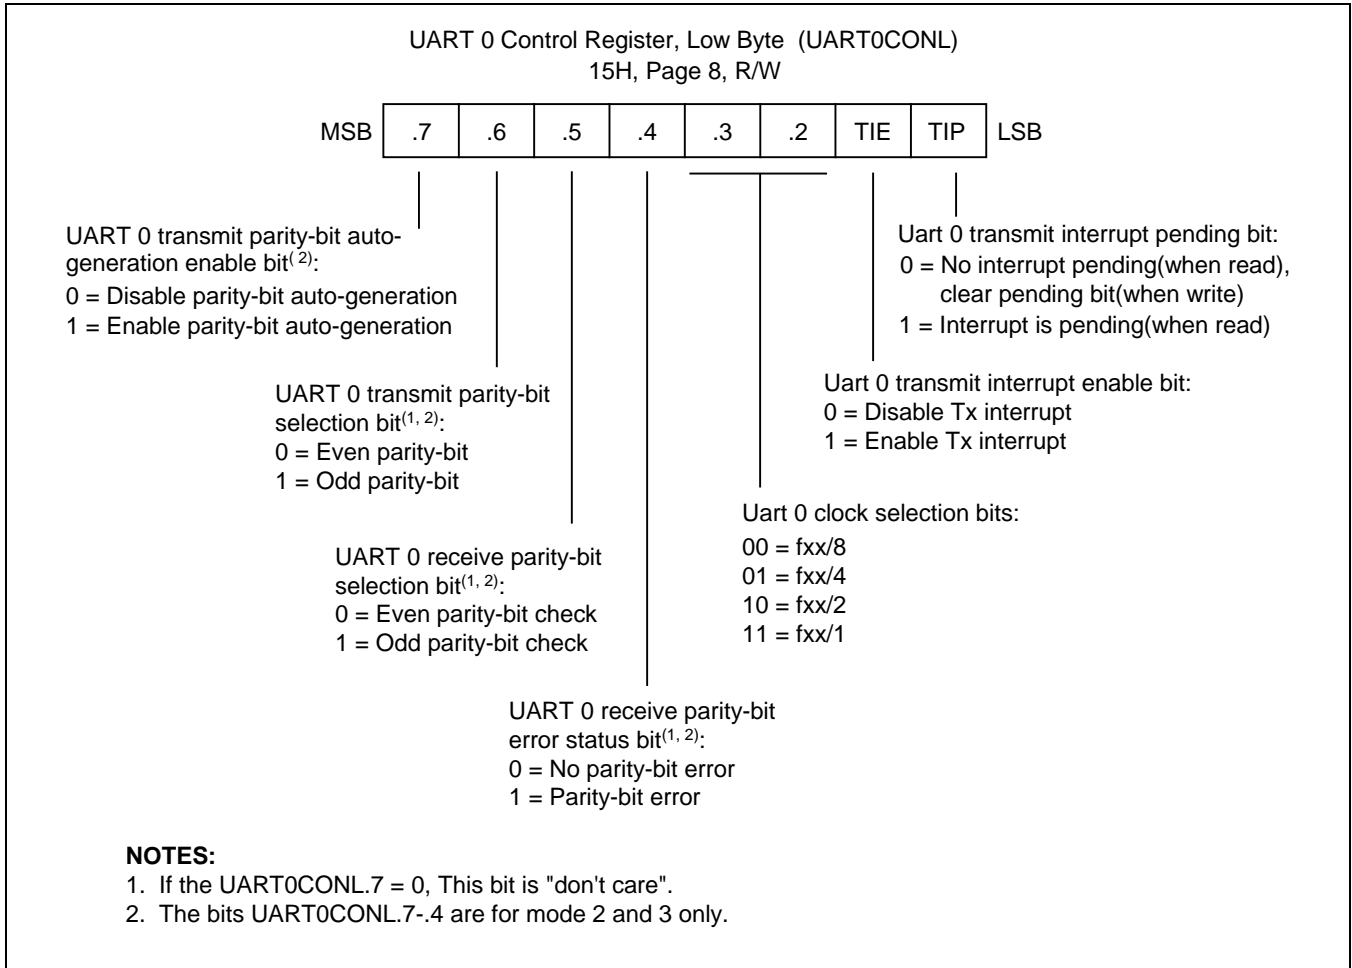 UART 0 Control Register, Low Byte (UART0CONL)
15H, Page 8, R/W
MSB .7 .6 .5 .4 .3 .2 TIE TIP LSB
UART 0 transmit parity-bit auto-
generation enable bit( 2):
0 = Disable parity-bit auto-generation
1 = Enable parity-bit auto-generation
Uart 0 transmit interrupt pending bit:
0 = No interrupt pending(when read),
clear pending bit(when write)
1 = Interrupt is pending(when read)
UART 0 transmit parity-bit
selection bit(1, 2):
0 = Even parity-bit
1 = Odd parity-bit
Uart 0 transmit interrupt enable bit:
0 = Disable Tx interrupt
1 = Enable Tx interrupt
UART 0 receive parity-bit
selection bit(1, 2):
0 = Even parity-bit check
1 = Odd parity-bit check
Uart 0 clock selection bits:
00 = fxx/8
01 = fxx/4
10 = fxx/2
11 = fxx/1
UART 0 receive parity-bit
error status bit(1, 2):
0 = No parity-bit error
1 = Parity-bit error
NOTES:
1. If the UART0CONL.7 = 0, This bit is "don't care".
2. The bits UART0CONL.7-.4 are for mode 2 and 3 only.